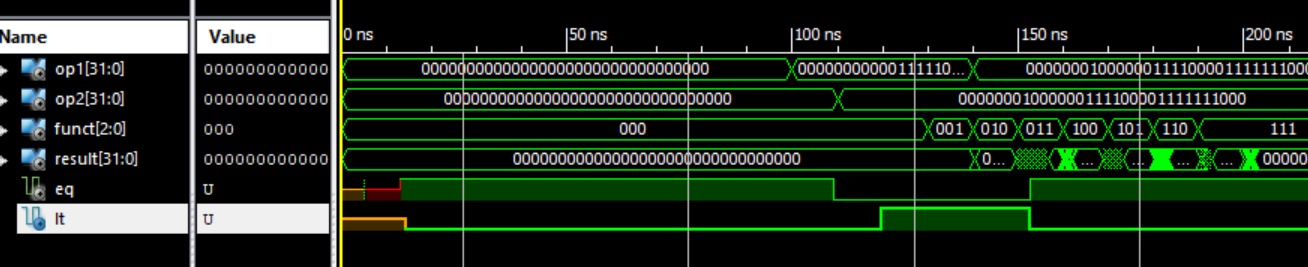 Name Value 0 ns 50 ns 100 ns 150 ns 200 ns
op1[31:0] 000000000000 00000000000000000000000000000000 00000000000111110... 00000001000000111100001111111000
op2[31:0] 000000000000 00000000000000000000000000000000 00000001000000111100001111111000
funct[2:0] 000 000 001 010 011 100 101 110 111
result[31:0] 000000000000 00000000000000000000000000000000 0... ... ... ... ... 00000
eq U
lt U